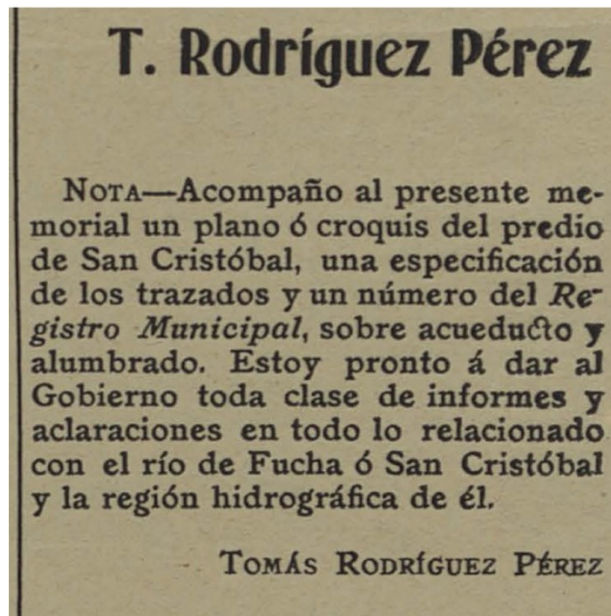 T. Rodríguez Pérez
NOTA—Acompaño al presente me-
morial un plano ó croquis del predio
de San Cristóbal, una especificación
de los trazados y un número del Re-
gistro Municipal, sobre acueducto y
alumbrado. Estoy pronto á dar al
Gobierno toda clase de informes y
aclaraciones en todo lo relacionado
con el río de Fucha ó San Cristóbal
y la región hidrográfica de él.
TOMÁS RODRÍGUEZ PÉREZ